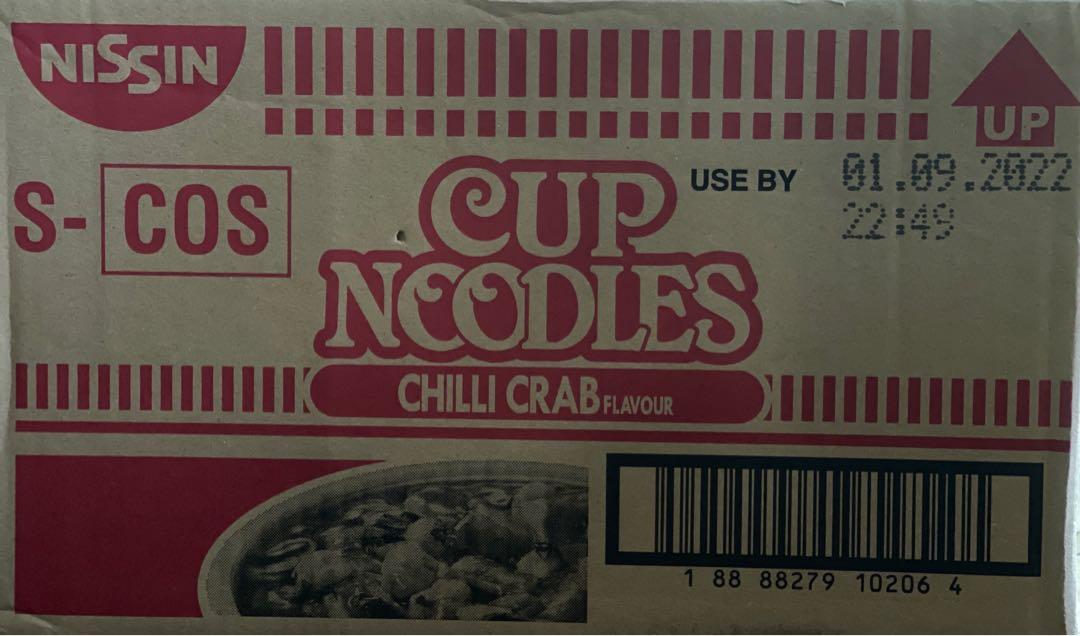 NISSIN
UP
USE BY 01.09.2022
22:49
S- COS
CUP
NOODLES
CHILLI CRAB FLAVOUR
1 88 88279 10206 4